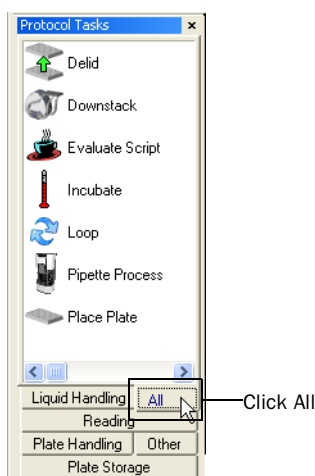 Protocol Tasks
Delid
Downstack
Evaluate Script
Incubate
Loop
Pipette Process
Place Plate
Liquid Handling All
Click All
Reading
Plate Handling Other
Plate Storage